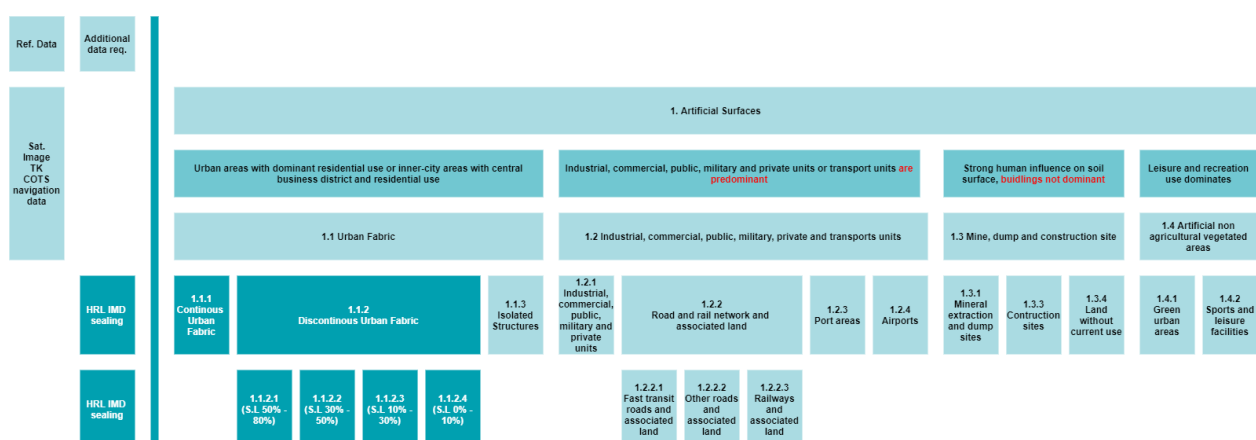 Ref. Data
Additional
data req.
1. Artificial Surfaces
Sat.
Image
TK
COTS
navigation
data
Urban areas with dominant residential use or inner-city areas with central
business district and residential use
Industrial, commercial, public, military and private units or transport units are
predominant
Strong human influence on soil
surface, buidlings not dominant
Leisure and recreation
use dominates
1.1 Urban Fabric
1.2 Industrial, commercial, public, military, private and transports units
1.3 Mine, dump and construction site
1.4 Artificial non
agricultural vegetated
areas
HRL IMD
sealing
1.1.1
Continous
Urban
Fabric
1.1.2
Discontinous Urban Fabric
1.1.3
Isolated
Structures
1.2.1
Industrial,
commercial,
public,
military and
private
units
1.2.2
Road and rail network and
associated land
1.2.3
Port areas
1.2.4
Airports
1.3.1
Mineral
extraction
and dump
sites
1.3.3
Contruction
sites
1.3.4
Land
without
current use
1.4.1
Green
urban
areas
1.4.2
Sports and
leisure
facilities
HRL IMD
sealing
1.1.2.1
(S.L 50% -
80%)
1.1.2.2
(S.L 30% -
50%)
1.1.2.3
(S.L 10% -
30%)
1.1.2.4
(S.L 0% -
10%)
1.2.2.1
Fast transit
roads and
associated
land
1.2.2.2
Other roads
and
associated
land
1.2.2.3
Railways
and
associated
land